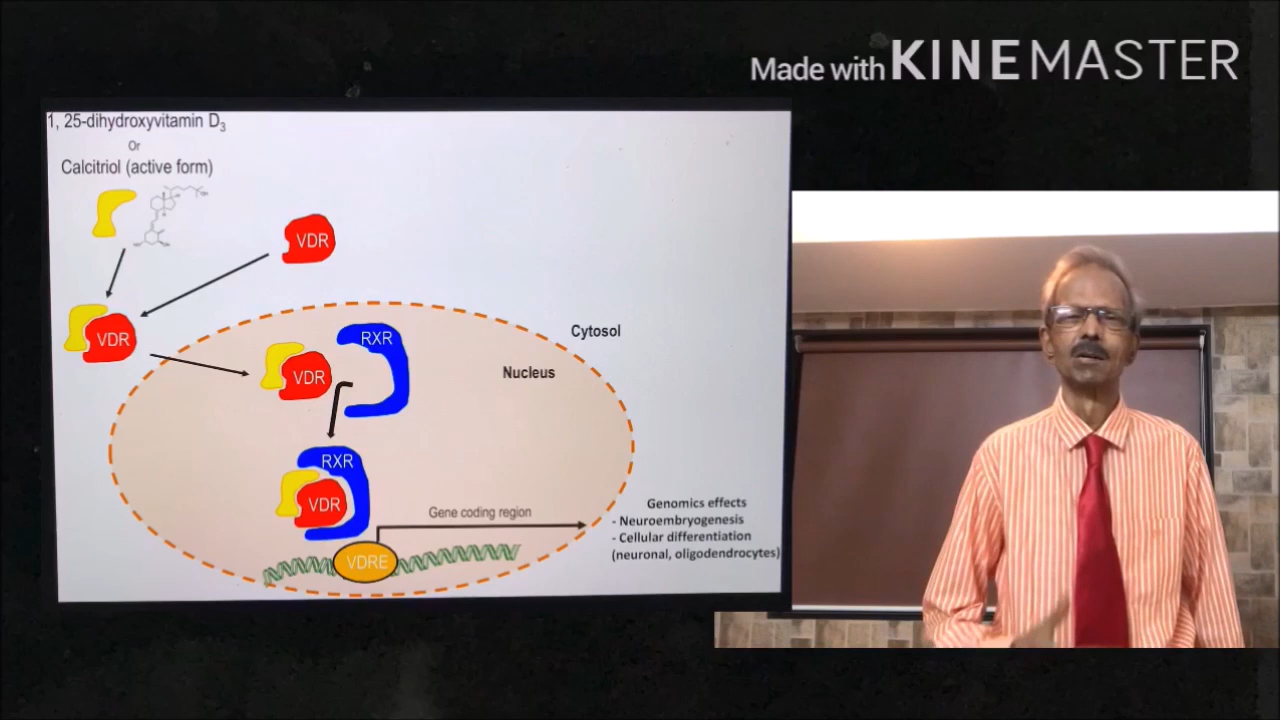 Made with KINEMASTER
1, 25-dihydroxyvitamin D₃
Or
Calcitriol (active form)
VDR
VDR
RXR
Cytosol
VDR
Nucleus
RXR
VDR
Gene coding region
VDRE
Genomics effects
- Neuroembryogenesis
- Cellular differentiation
(neuronal, oligodendrocytes)